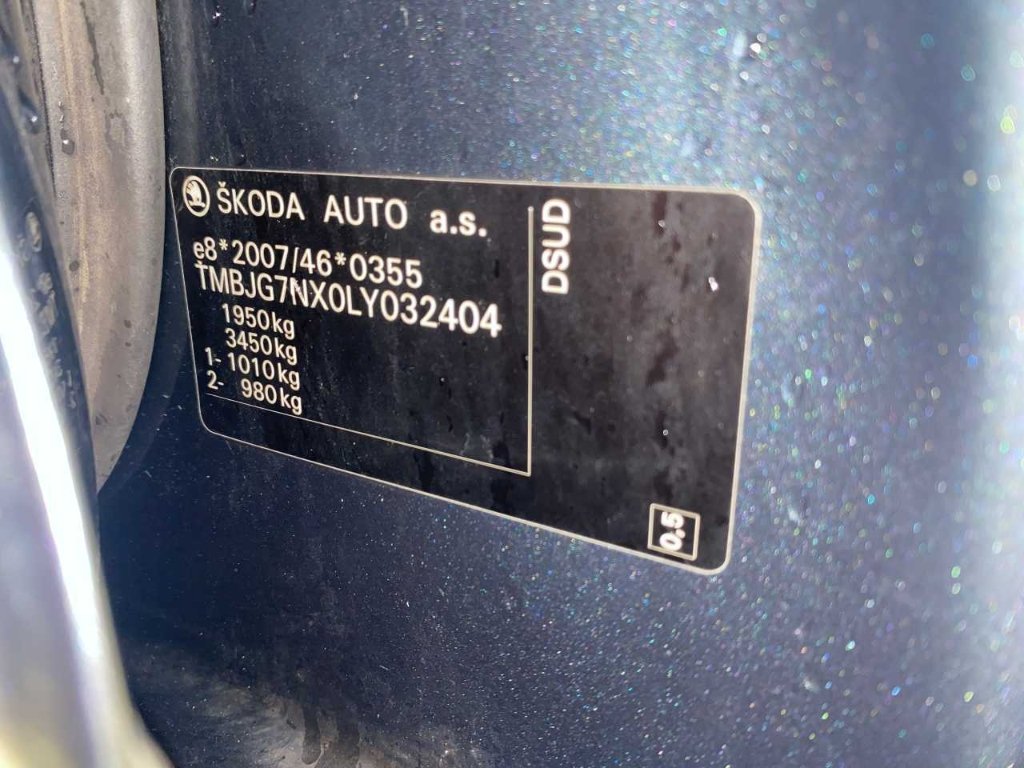 ŠKODA AUTO a.s.
e8*2007/46*0355
TMBJG7NX0LY032404
1950kg
3450kg
1- 1010kg
2- 980kg
DSUD
0.5